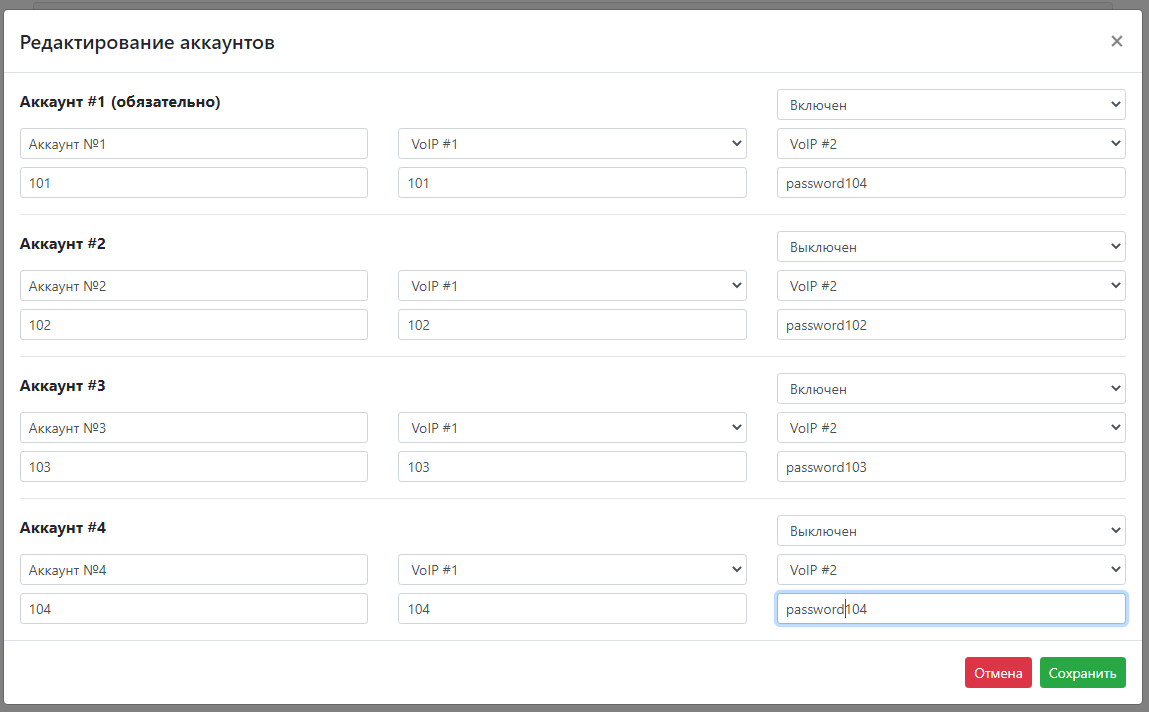 Редактирование аккаунтов ×
Аккаунт #1 (обязательно) Включен
Аккаунт №1 VoIP #1 VoIP #2
101 101 password104
Аккаунт #2 Выключен
Аккаунт №2 VoIP #1 VoIP #2
102 102 password102
Аккаунт #3 Включен
Аккаунт №3 VoIP #1 VoIP #2
103 103 password103
Аккаунт #4 Выключен
Аккаунт №4 VoIP #1 VoIP #2
104 104 password104
Отмена Сохранить